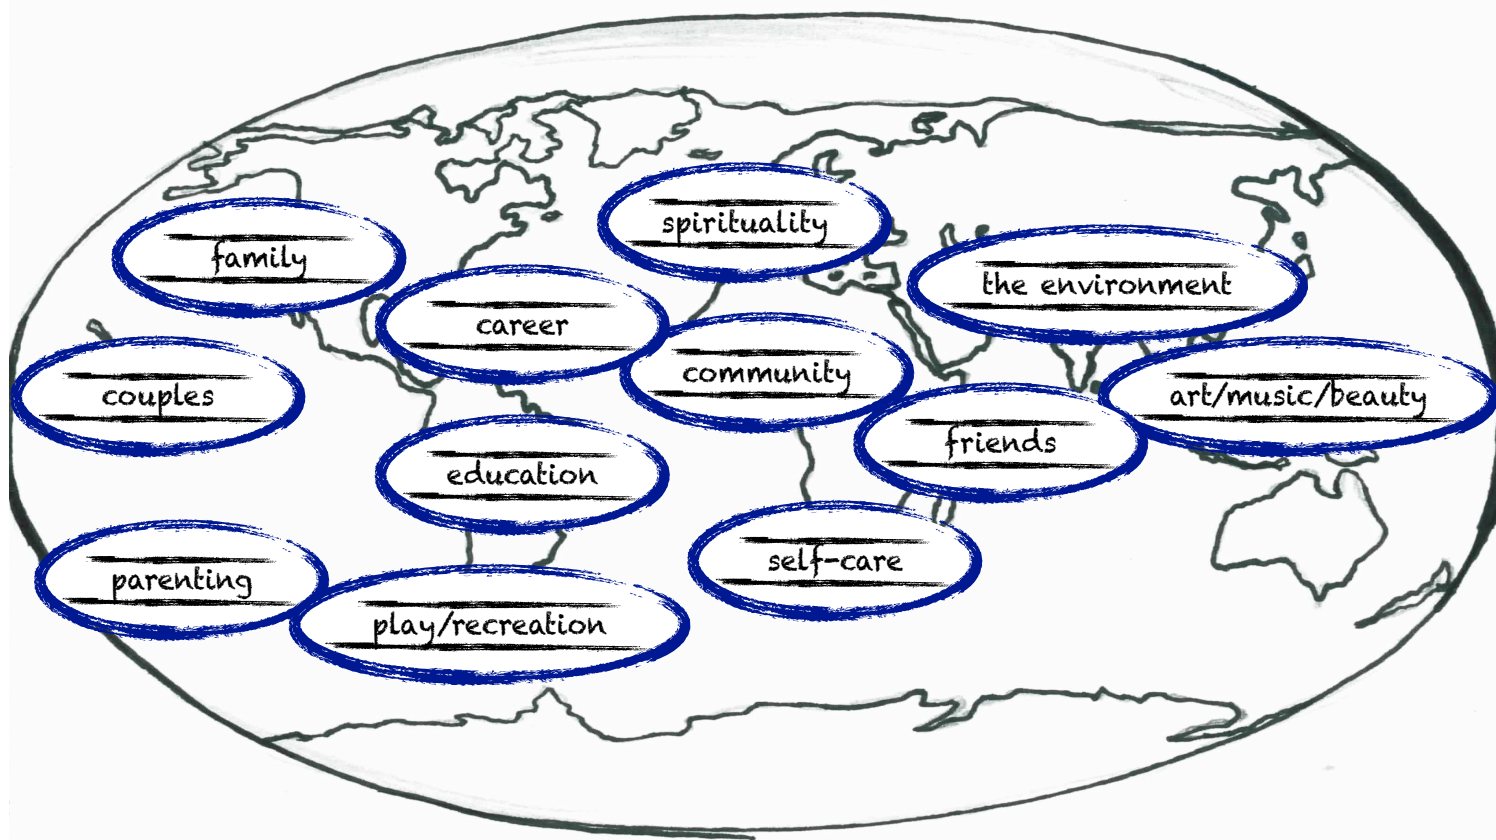 spirituality
family
the environment
career
community
couples
art/music/beauty
friends
education
self-care
parenting
play/recreation